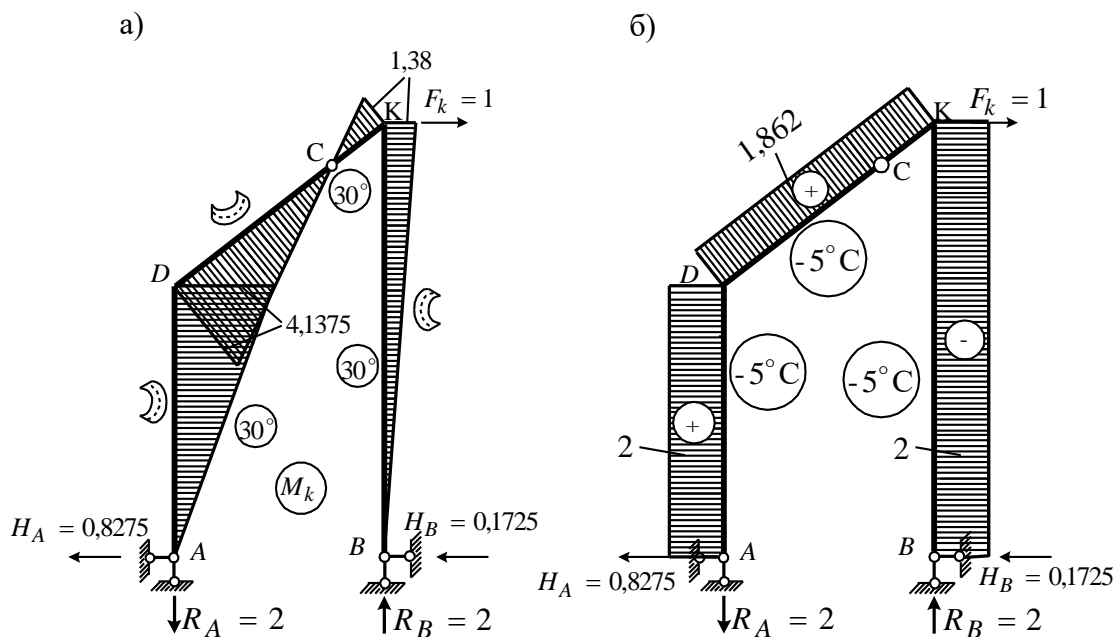 а)
б)
1,38
K
F_k = 1
C
30°
D
4,1375
30°
30°
M_k
H_A = 0,8275
A
B
H_B = 0,1725
R_A = 2
R_B = 2
K
F_k = 1
1,862
+
C
-5°C
D
-5°C
-5°C
-
+
2
2
A
B
H_A = 0,8275
H_B = 0,1725
R_A = 2
R_B = 2